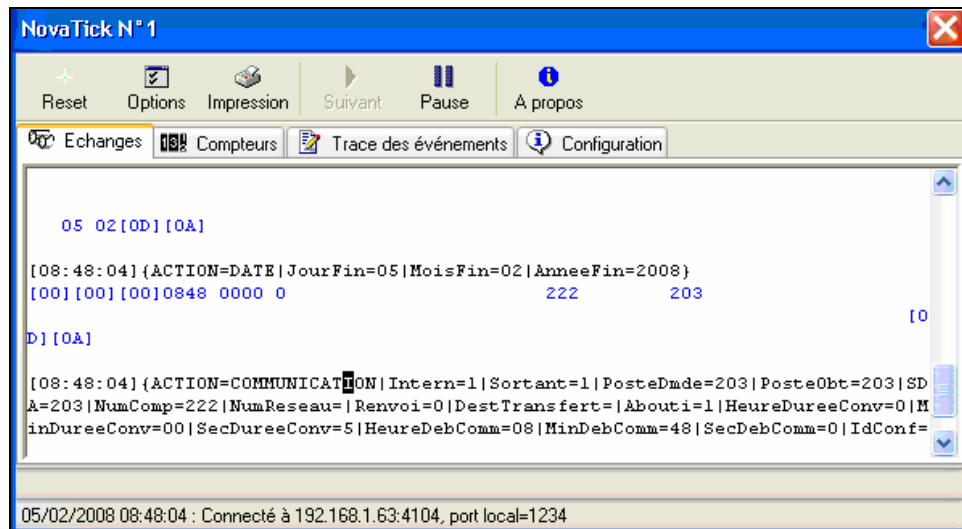 NovaTick N°1
Reset Options Impression Suivant Pause A propos
Echanges Compteurs Trace des événements Configuration
05 02[0D][0A]
[08:48:04]{ACTION=DATE|JourFin=05|MoisFin=02|AnneeFin=2008}
[00][00][00]0848 0000 0 222 203
[0
D][0A]
[08:48:04]{ACTION=COMMUNICATION|Intern=1|Sortant=1|PosteDmde=203|PosteObt=203|SD
A=203|NumComp=222|NumReseau=|Renvoi=0|DestTransfert=|Abouti=1|HeureDureeConv=0|M
inDureeConv=00|SecDureeConv=5|HeureDebComm=08|MinDebComm=48|SecDebComm=0|IdConf=
05/02/2008 08:48:04 : Connecté à 192.168.1.63:4104, port local=1234